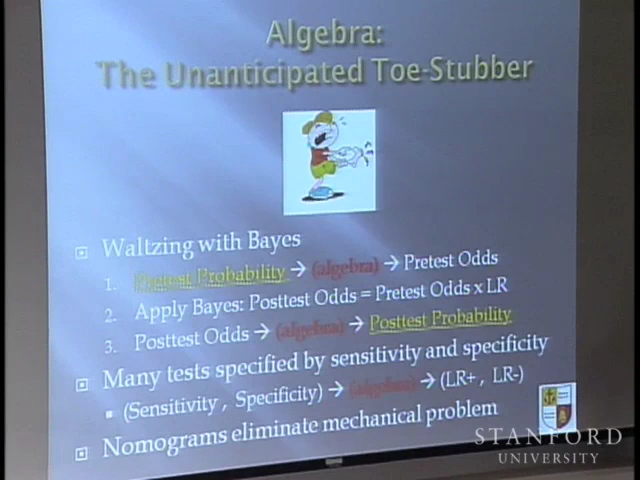 Algebra:
The Unanticipated Toe-Stubber
Waltzing with Bayes
1. Pretest Probability → (algebra) → Pretest Odds
2. Apply Bayes: Posttest Odds = Pretest Odds x LR
3. Posttest Odds → (algebra) → Posttest Probability
Many tests specified by sensitivity and specificity
(Sensitivity , Specificity) → (algebra) → (LR+ , LR-)
Nomograms eliminate mechanical problem
STANFORD
UNIVERSITY